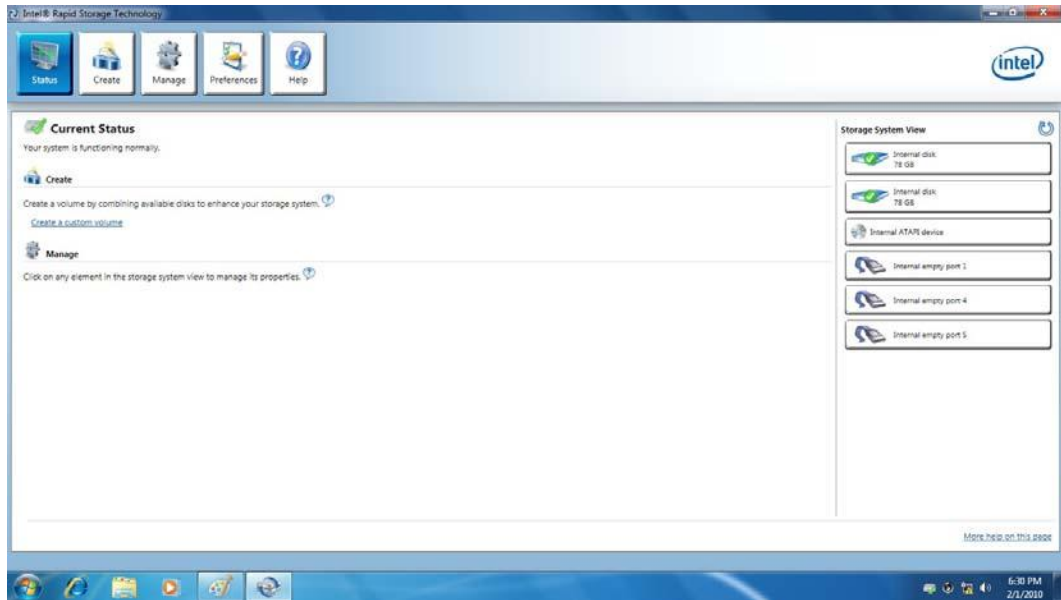 Intel® Rapid Storage Technology
Status
Create
Manage
Preferences
Help
intel
Current Status
Your system is functioning normally.
Create
Create a volume by combining available disks to enhance your storage system.
Create a custom volume
Manage
Click on any element in the storage system view to manage its properties.
Storage System View
Internal disk
78 GB
Internal disk
78 GB
Internal ATAPI device
Internal empty port 1
Internal empty port 4
Internal empty port 5
More help on this page
6:30 PM
2/1/2010